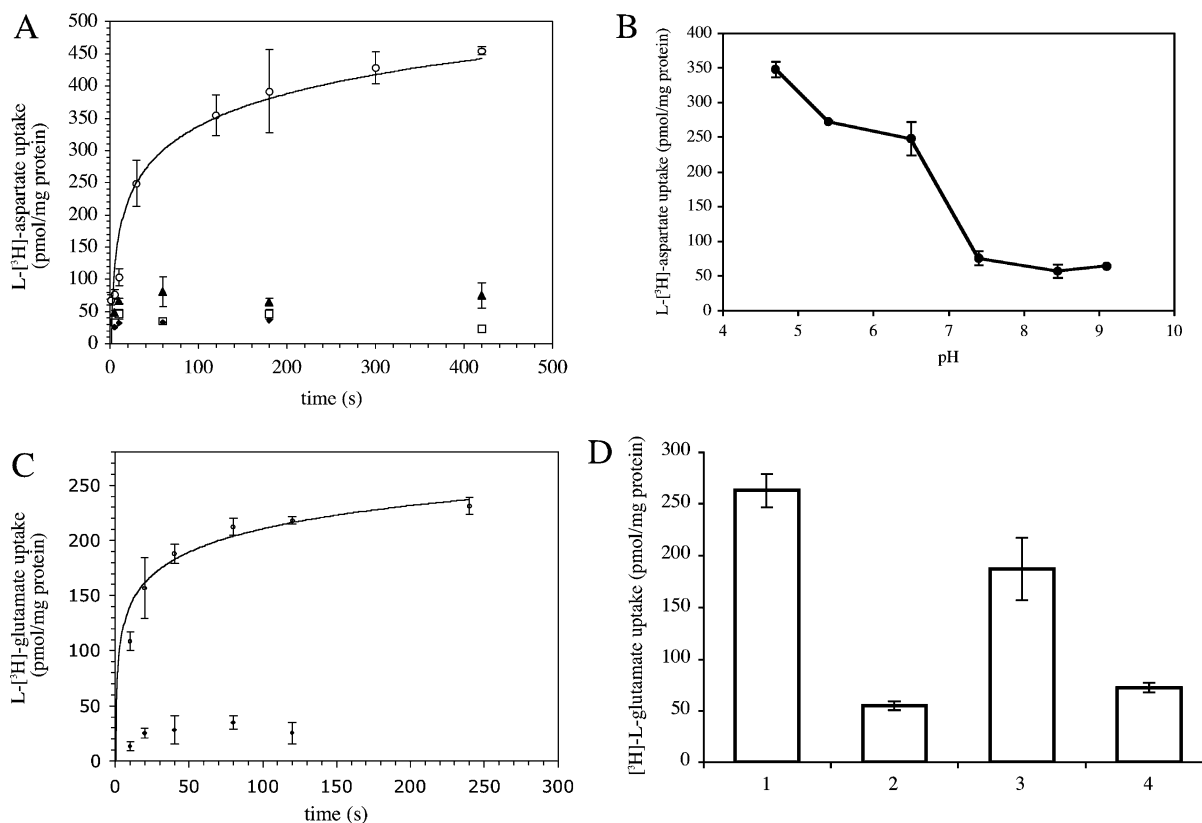 A
L-[³H]-aspartate uptake
(pmol/mg protein)
500
450
400
350
300
250
200
150
100
50
0
0 100 200 300 400 500
time (s)
B
L-[³H]-aspartate uptake (pmol/mg protein)
400
350
300
250
200
150
100
50
0
4 5 6 7 8 9 10
pH
C
L-[³H]-glutamate uptake
(pmol/mg protein)
250
200
150
100
50
0
0 50 100 150 200 250 300
time (s)
D
[³H]-L-glutamate uptake (pmol/mg protein)
300
250
200
150
100
50
0
1 2 3 4